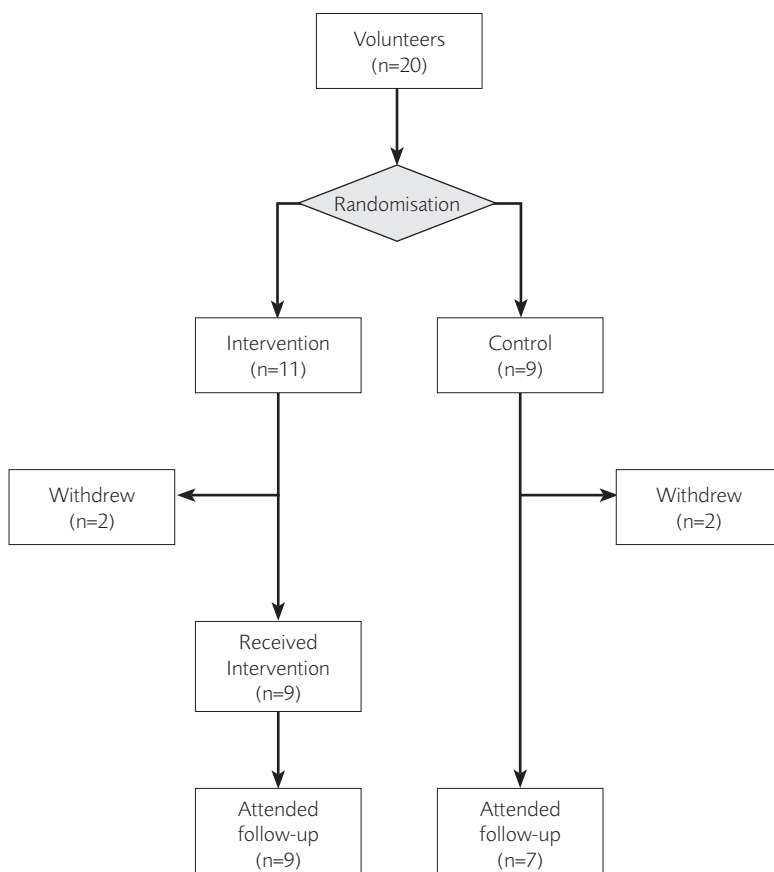 Volunteers
(n=20)
Randomisation
Intervention
(n=11)
Control
(n=9)
Withdrew
(n=2)
Withdrew
(n=2)
Received
Intervention
(n=9)
Attended
follow-up
(n=9)
Attended
follow-up
(n=7)